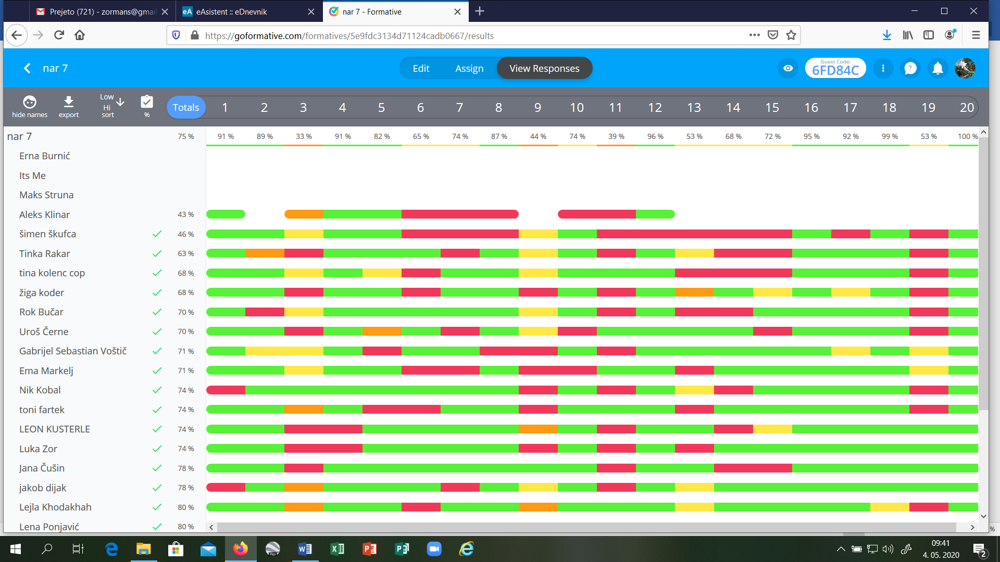 Prejeto (721) - zormans@gmai
eAsistent :: eDnevnik
nar 7 - Formative
https://goformative.com/formatives/5e9fdc3134d71124cadb0667/results
nar 7
Edit
Assign
View Responses
Guest Code:
6FD84C
hide names
export
Low
Hi
sort
%
Totals 1 2 3 4 5 6 7 8 9 10 11 12 13 14 15 16 17 18 19 20
nar 7 75 % 91 % 89 % 33 % 91 % 82 % 65 % 74 % 87 % 44 % 74 % 39 % 96 % 53 % 68 % 72 % 95 % 92 % 99 % 53 % 100 %
Erna Burnić
Its Me
Maks Struna
Aleks Klinar 43 %
šimen škufca 46 %
Tinka Rakar 63 %
tina kolenc cop 68 %
žiga koder 68 %
Rok Bučar 70 %
Uroš Černe 70 %
Gabrijel Sebastian Voštič 71 %
Ema Markelj 71 %
Nik Kobal 74 %
toni fartek 74 %
LEON KUSTERLE 74 %
Luka Zor 74 %
Jana Čušin 78 %
jakob dijak 78 %
Lejla Khodakhah 80 %
Lena Ponjavić 80 %
%
Pro
09:41
4. 05. 2020
2